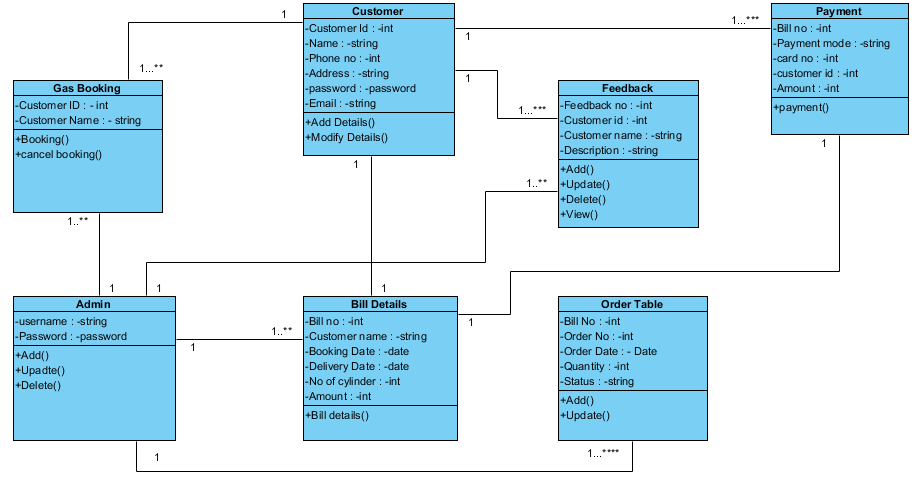 Customer
-Customer Id : -int
-Name : -string
-Phone no : -int
-Address : -string
-password : -password
-Email : -string
+Add Details()
+Modify Details()
Payment
-Bill no : -int
-Payment mode : -string
-card no : -int
-customer id : -int
-Amount : -int
+payment()
1
1...**
1
1...***
1
1...***
Gas Booking
-Customer ID : - int
-Customer Name : - string
+Booking()
+cancel booking()
Feedback
-Feedback no : -int
-Customer id : -int
-Customer name : -string
-Description : -string
+Add()
+Update()
+Delete()
+View()
1
1
1..**
1..**
1
1
1
1
Admin
-username : -string
-Password : -password
+Add()
+Upadte()
+Delete()
1
1..**
Bill Details
-Bill no : -int
-Customer name : -string
-Booking Date : -date
-Delivery Date : -date
-No of cylinder : -int
-Amount : -int
+Bill details()
Order Table
-Bill No : -int
-Order No : -int
-Order Date : - Date
-Quantity : -int
-Status : -string
+Add()
+Update()
1
1...****